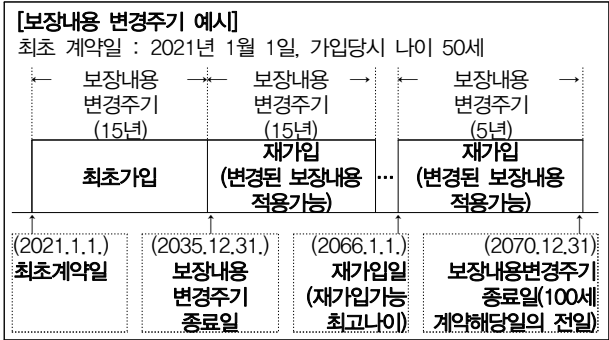 [보장내용 변경주기 예시]
최초 계약일 : 2021년 1월 1일, 가입당시 나이 50세
← 보장내용 → ← 보장내용 → ← 보장내용 →
변경주기 변경주기 변경주기
(15년) (15년) (5년)
최초가입
재가입
(변경된 보장내용
적용가능)
…
재가입
(변경된 보장내용
적용가능)
↑ ↑ ↑ ↑
(2021.1.1.)
최초계약일
(2035.12.31.)
보장내용
변경주기
종료일
(2066.1.1.)
재가입일
(재가입가능
최고나이)
(2070.12.31)
보장내용변경주기
종료일(100세
계약해당일의 전일)